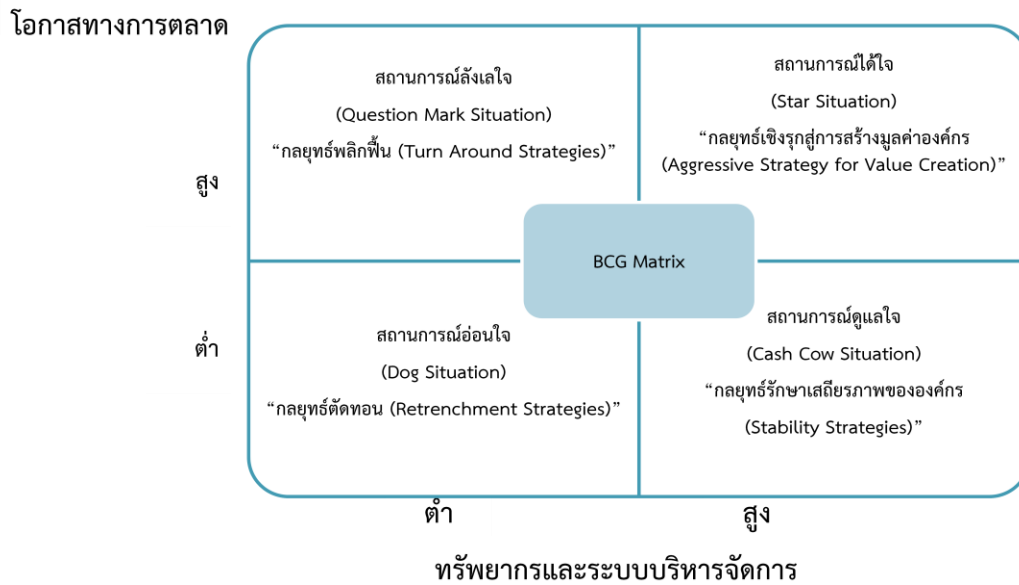 โอกาสทางการตลาด
สถานการณ์ลังเลใจ
(Question Mark Situation)
“กลยุทธ์พลิกฟื้น (Turn Around Strategies)”
สถานการณ์ได้ใจ
(Star Situation)
“กลยุทธ์เชิงรุกสู่การสร้างมูลค่าองค์กร
(Aggressive Strategy for Value Creation)”
สูง
BCG Matrix
ต่ำ
สถานการณ์อ่อนใจ
(Dog Situation)
“กลยุทธ์ตัดทอน (Retrenchment Strategies)”
สถานการณ์ดูแลใจ
(Cash Cow Situation)
“กลยุทธ์รักษาเสถียรภาพขององค์กร
(Stability Strategies)”
ต่ำ
สูง
ทรัพยากรและระบบบริหารจัดการ